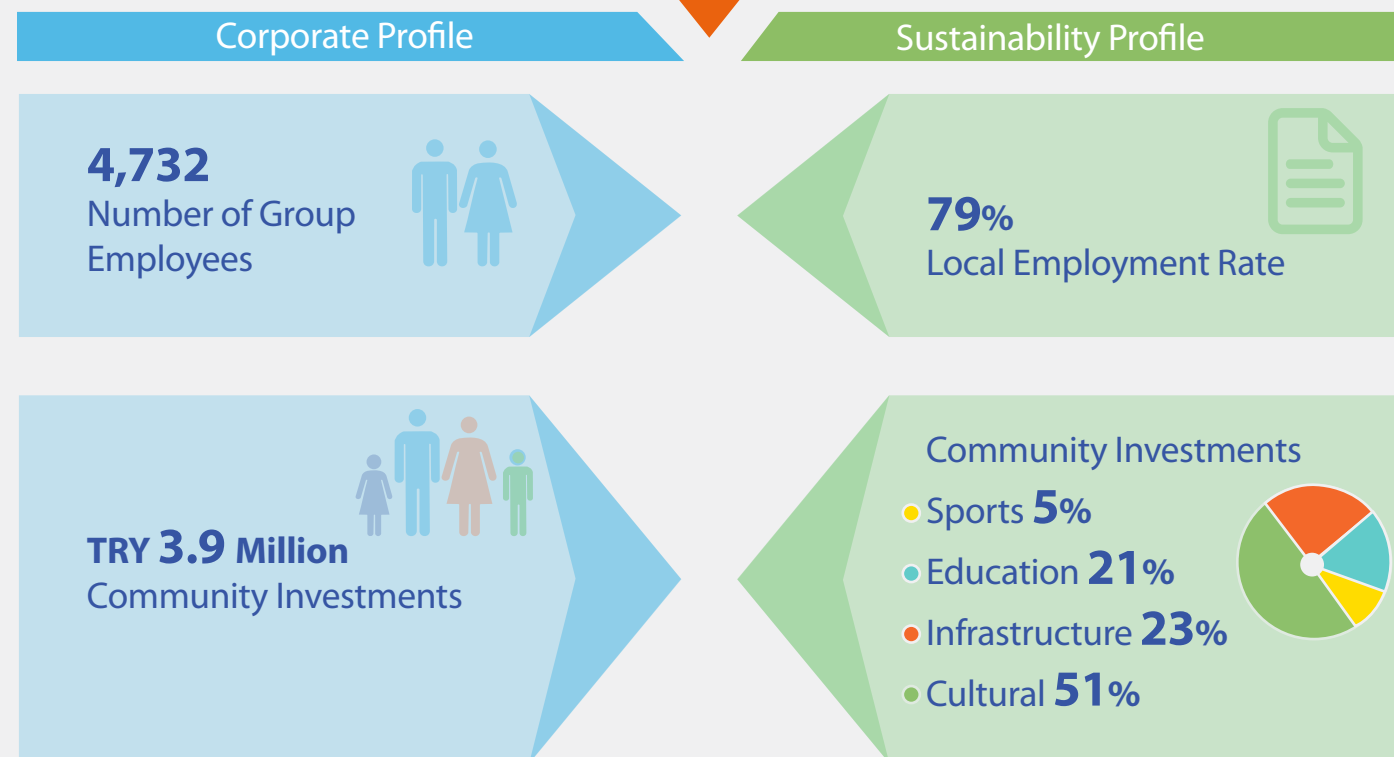 Corporate Profile
Sustainability Profile
4,732
Number of Group
Employees
79%
Local Employment Rate
TRY 3.9 Million
Community Investments
Community Investments
Sports 5%
Education 21%
Infrastructure 23%
Cultural 51%